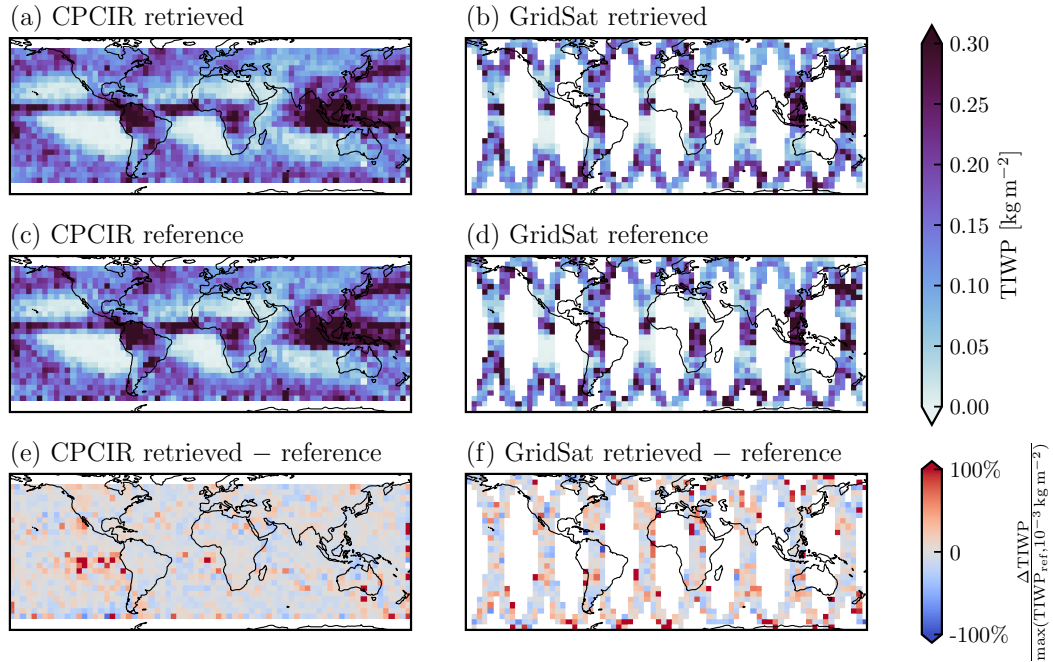 (a) CPCIR retrieved
(b) GridSat retrieved
(c) CPCIR reference
(d) GridSat reference
(e) CPCIR retrieved − reference
(f) GridSat retrieved − reference
0.30
0.25
0.20
0.15
0.10
0.05
0.00
TIWP [kg m⁻²]
100%
0
-100%
ΔTIWP
max(TIWP_ref, 10⁻³ kg m⁻²)